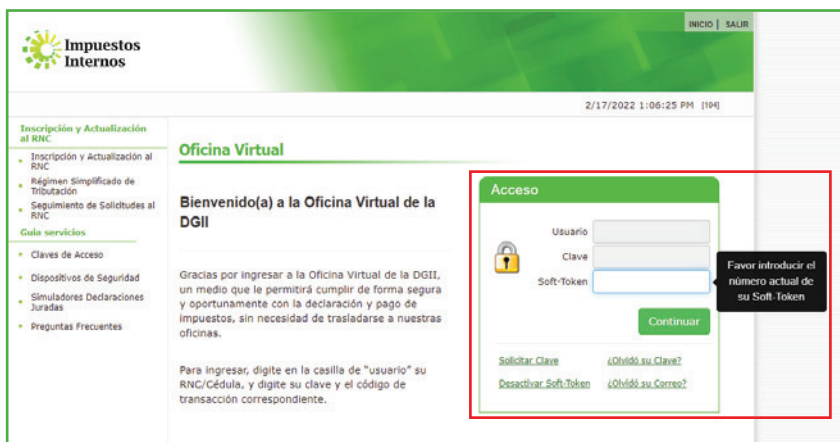 INICIO | SALIR
Impuestos
Internos
2/17/2022 1:06:25 PM [104]
Inscripción y Actualización
al RNC
Inscripción y Actualización al
RNC
Régimen Simplificado de
Tributación
Seguimiento de Solicitudes al
RNC
Guia servicios
Claves de Acceso
Dispositivos de Seguridad
Simuladores Declaraciones
Juradas
Preguntas Frecuentes
Oficina Virtual
Bienvenido(a) a la Oficina Virtual de la
DGII
Gracias por ingresar a la Oficina Virtual de la DGII,
un medio que le permitirá cumplir de forma segura
y oportunamente con la declaración y pago de
impuestos, sin necesidad de trasladarse a nuestras
oficinas.
Para ingresar, digite en la casilla de "usuario" su
RNC/Cédula, y digite su clave y el código de
transacción correspondiente.
Acceso
Usuario
Clave
Soft-Token
Continuar
Solicitar Clave ¿Olvidó su Clave?
Desactivar Soft-Token ¿Olvidó su Correo?
Favor introducir el
número actual de
su Soft-Token